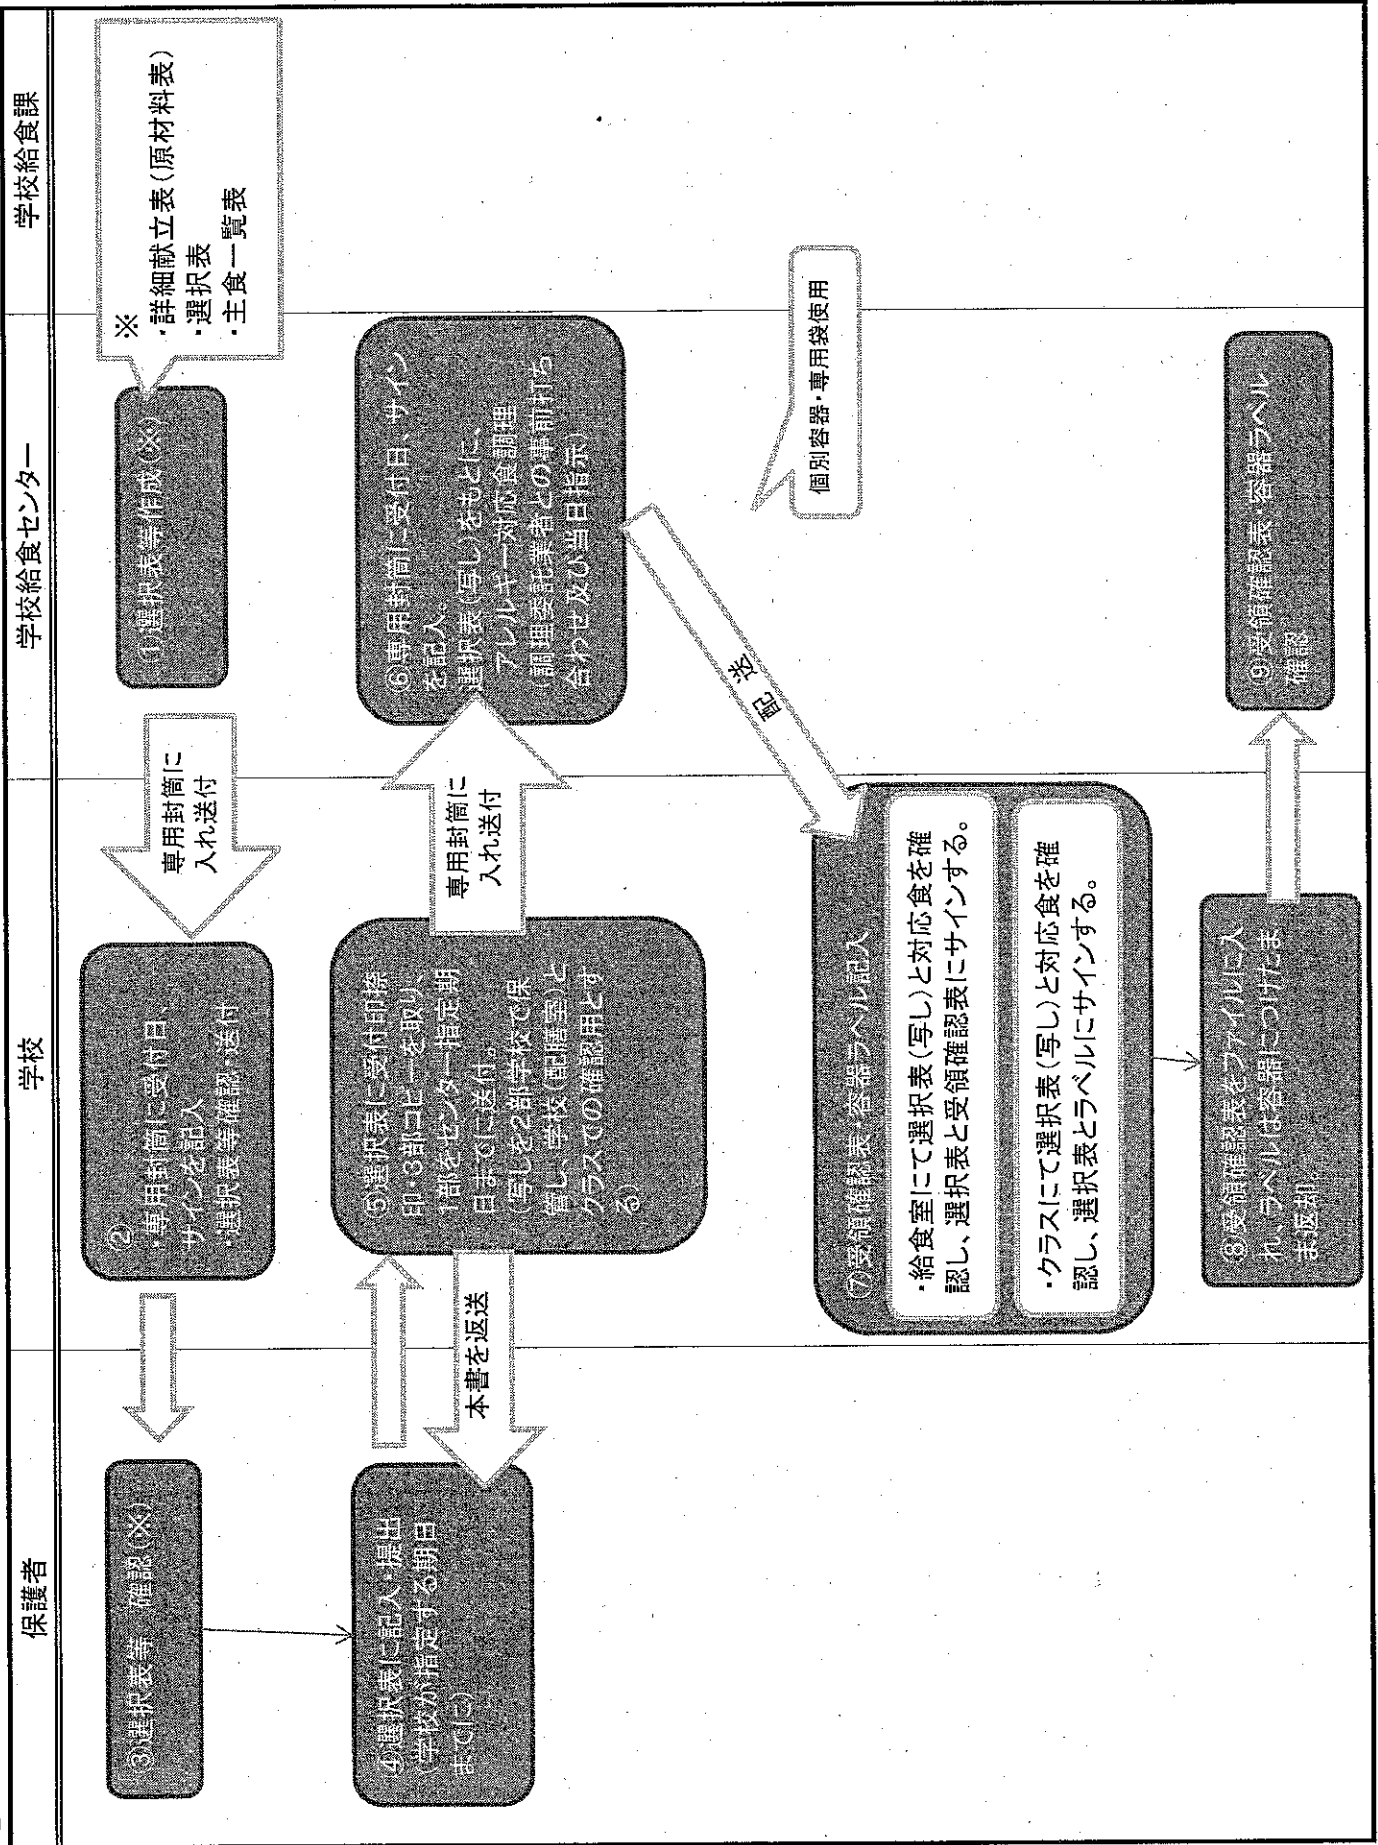 保護者
学校
学校給食センター
学校給食課
①選択表等作成(※)
※
・詳細献立表(原材料表)
・選択表
・主食一覧表
専用封筒に
入れ送付
②
・専用封筒に受付日、
サインを記入
・選択表等確認・送付
③選択表等 確認(※)
④選択表に記入・提出
(学校が指定する期日
までに)
⑤選択表に受付印押
印・3部コピーを取り、
1部をセンター指定期
日までに送付。
(写しを2部学校で保
管し、学校(配膳室)と
クラスでの確認用とす
る)
本書を返送
専用封筒に
入れ送付
⑥専用封筒に受付日、サイン
を記入。
選択表(写し)をもとに、
アレルギー対応食調理
(調理委託業者との事前打ち
合わせ及び当日指示)
配 送
個別容器・専用袋使用
⑦受領確認表・容器ラベル記入
・給食室にて選択表(写し)と対応食を確
認し、選択表と受領確認表にサインする。
・クラスにて選択表(写し)と対応食を確
認し、選択表とラベルにサインする。
⑧受領確認表をファイルに入
れ、ラベルは容器につけたま
ま返却
⑨受領確認表・容器ラベル
確認